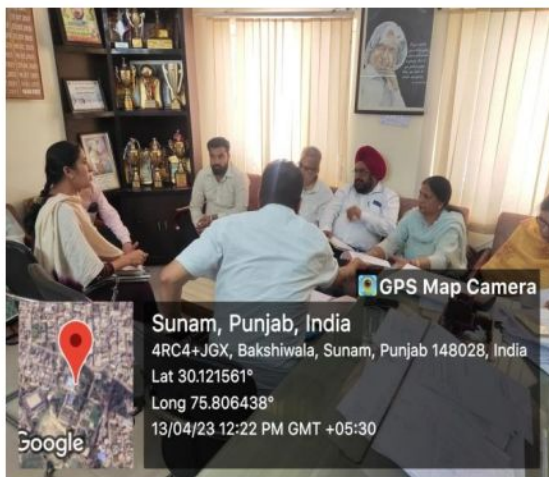 GPS Map Camera
Sunam, Punjab, India
4RC4+JGX, Bakshiwala, Sunam, Punjab 148028, India
Lat 30.121561°
Long 75.806438°
13/04/23 12:22 PM GMT +05:30
Google